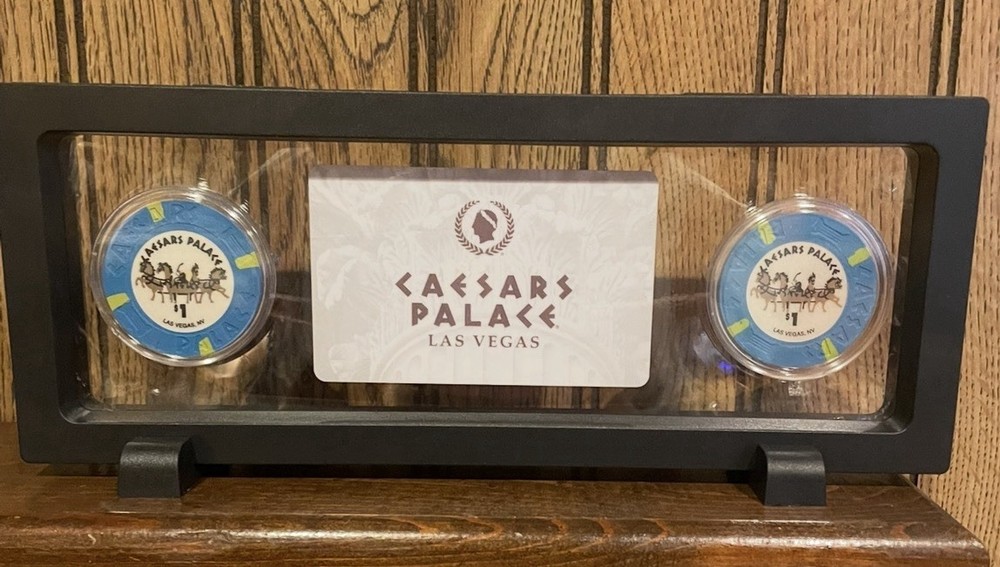 CAESARS PALACE
$1
LAS VEGAS, NV
CAESARS
PALACE
LAS VEGAS
CAESARS PALACE
$1
LAS VEGAS, NV